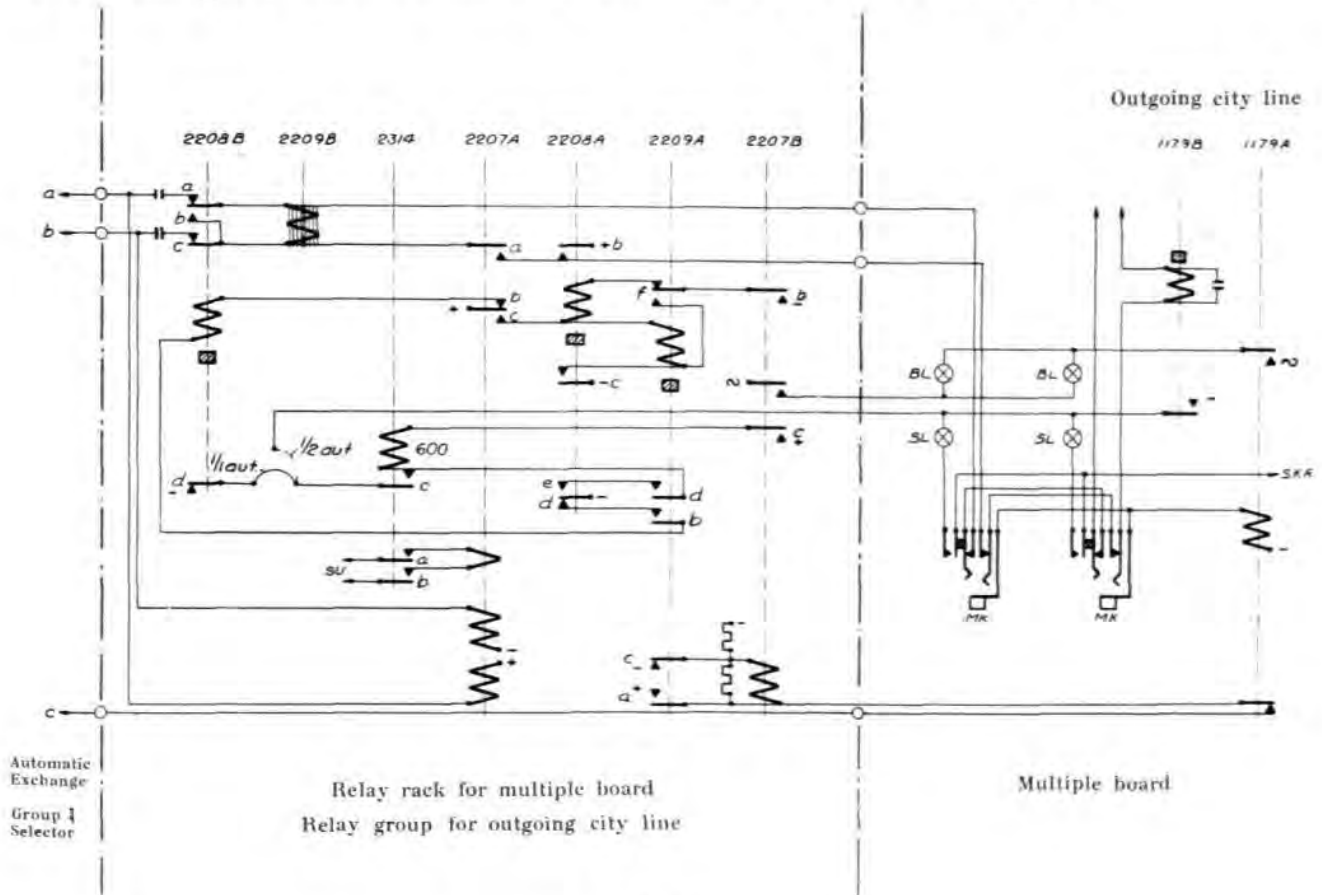 Outgoing city line
2208B 2209B 2314 2207A 2208A 2209A 2207B 1179B 1179A
a
a
b
b
c
a
+b
b
+
c
f
b
-
-c
~
~
BL
BL
-
SL
SL
1/2 aut
1/1 aut
600
c
+
d
-
c
e
-
d
d
b
SKR
-
a
SU
b
MK
MK
-
+
-
c
-
+
a
c
Automatic
Exchange
Group 1
Selector
Relay rack for multiple board
Relay group for outgoing city line
Multiple board